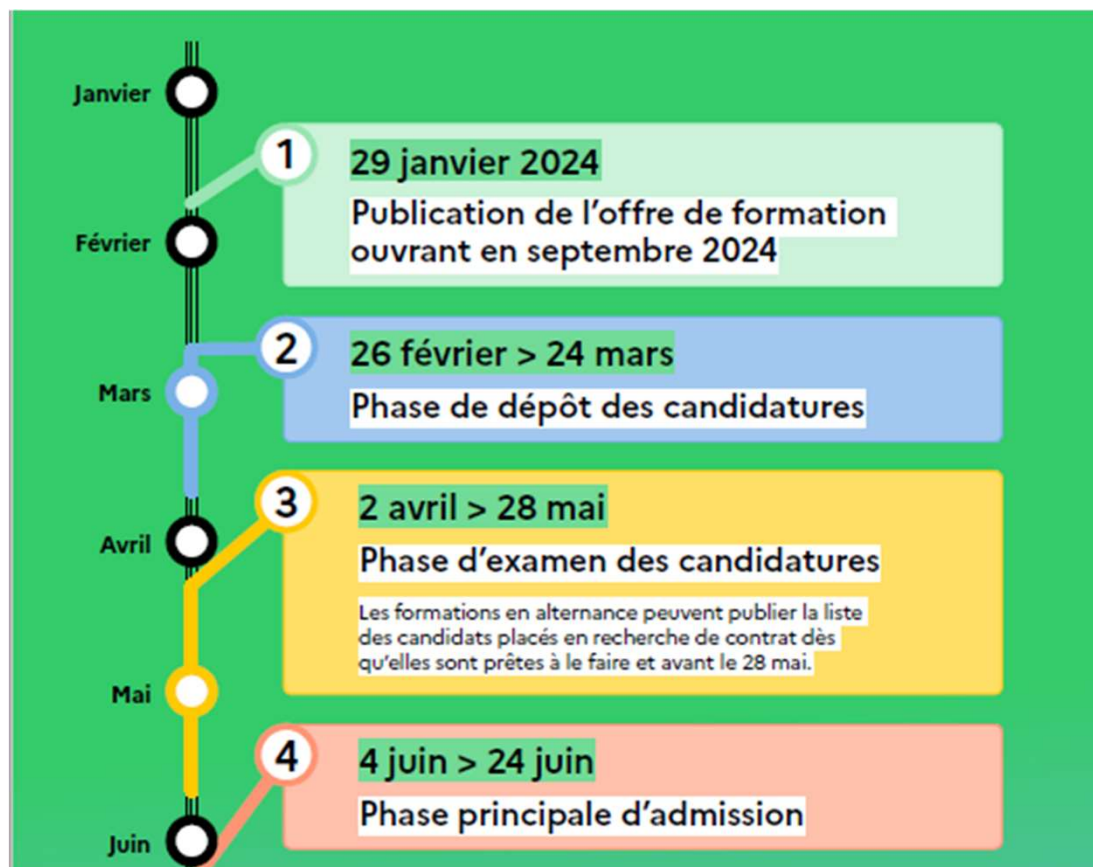 Janvier
1
29 janvier 2024
Publication de l'offre de formation
ouvrant en septembre 2024
Février
2
26 février > 24 mars
Phase de dépôt des candidatures
Mars
3
2 avril > 28 mai
Avril
Phase d'examen des candidatures
Les formations en alternance peuvent publier la liste
des candidats placés en recherche de contrat dès
qu'elles sont prêtes à le faire et avant le 28 mai.
Mai
4
4 juin > 24 juin
Phase principale d'admission
Juin